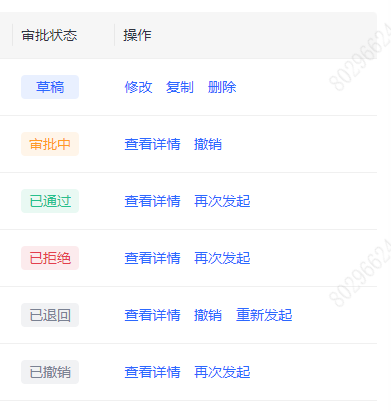 审批状态 操作
草稿 修改 复制 删除
审批中 查看详情 撤销
已通过 查看详情 再次发起
已拒绝 查看详情 再次发起
已退回 查看详情 撤销 重新发起
已撤销 查看详情 再次发起
80296624
80296624